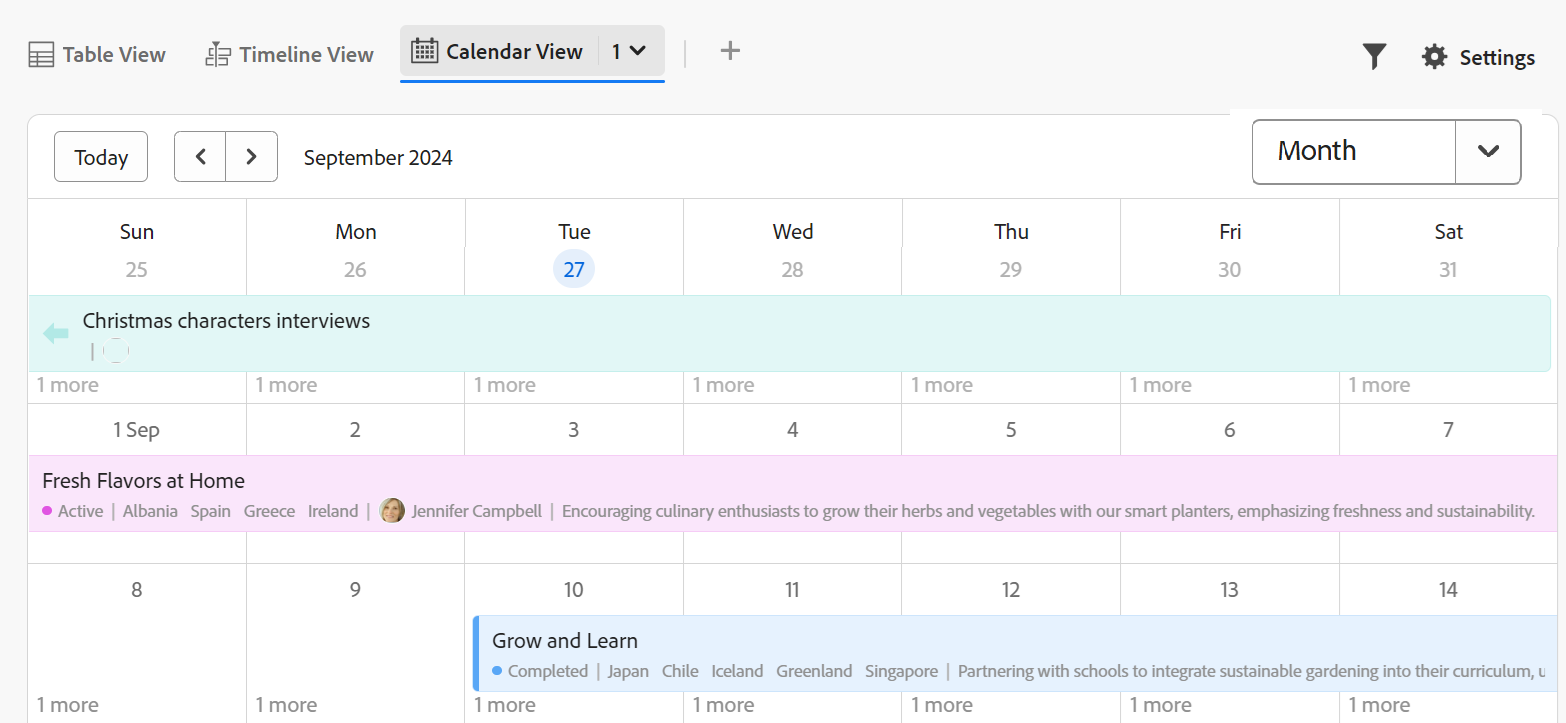 Table View Timeline View Calendar View 1 Settings
Today September 2024 Month
Sun Mon Tue Wed Thu Fri Sat
25 26 27 28 29 30 31
Christmas characters interviews
|
1 more 1 more 1 more 1 more 1 more 1 more 1 more
1 Sep 2 3 4 5 6 7
Fresh Flavors at Home
Active | Albania Spain Greece Ireland | Jennifer Campbell | Encouraging culinary enthusiasts to grow their herbs and vegetables with our smart planters, emphasizing freshness and sustainability.
8 9 10 11 12 13 14
Grow and Learn
Completed | Japan Chile Iceland Greenland Singapore | Partnering with schools to integrate sustainable gardening into their curriculum,
1 more 1 more 1 more 1 more 1 more 1 more 1 more